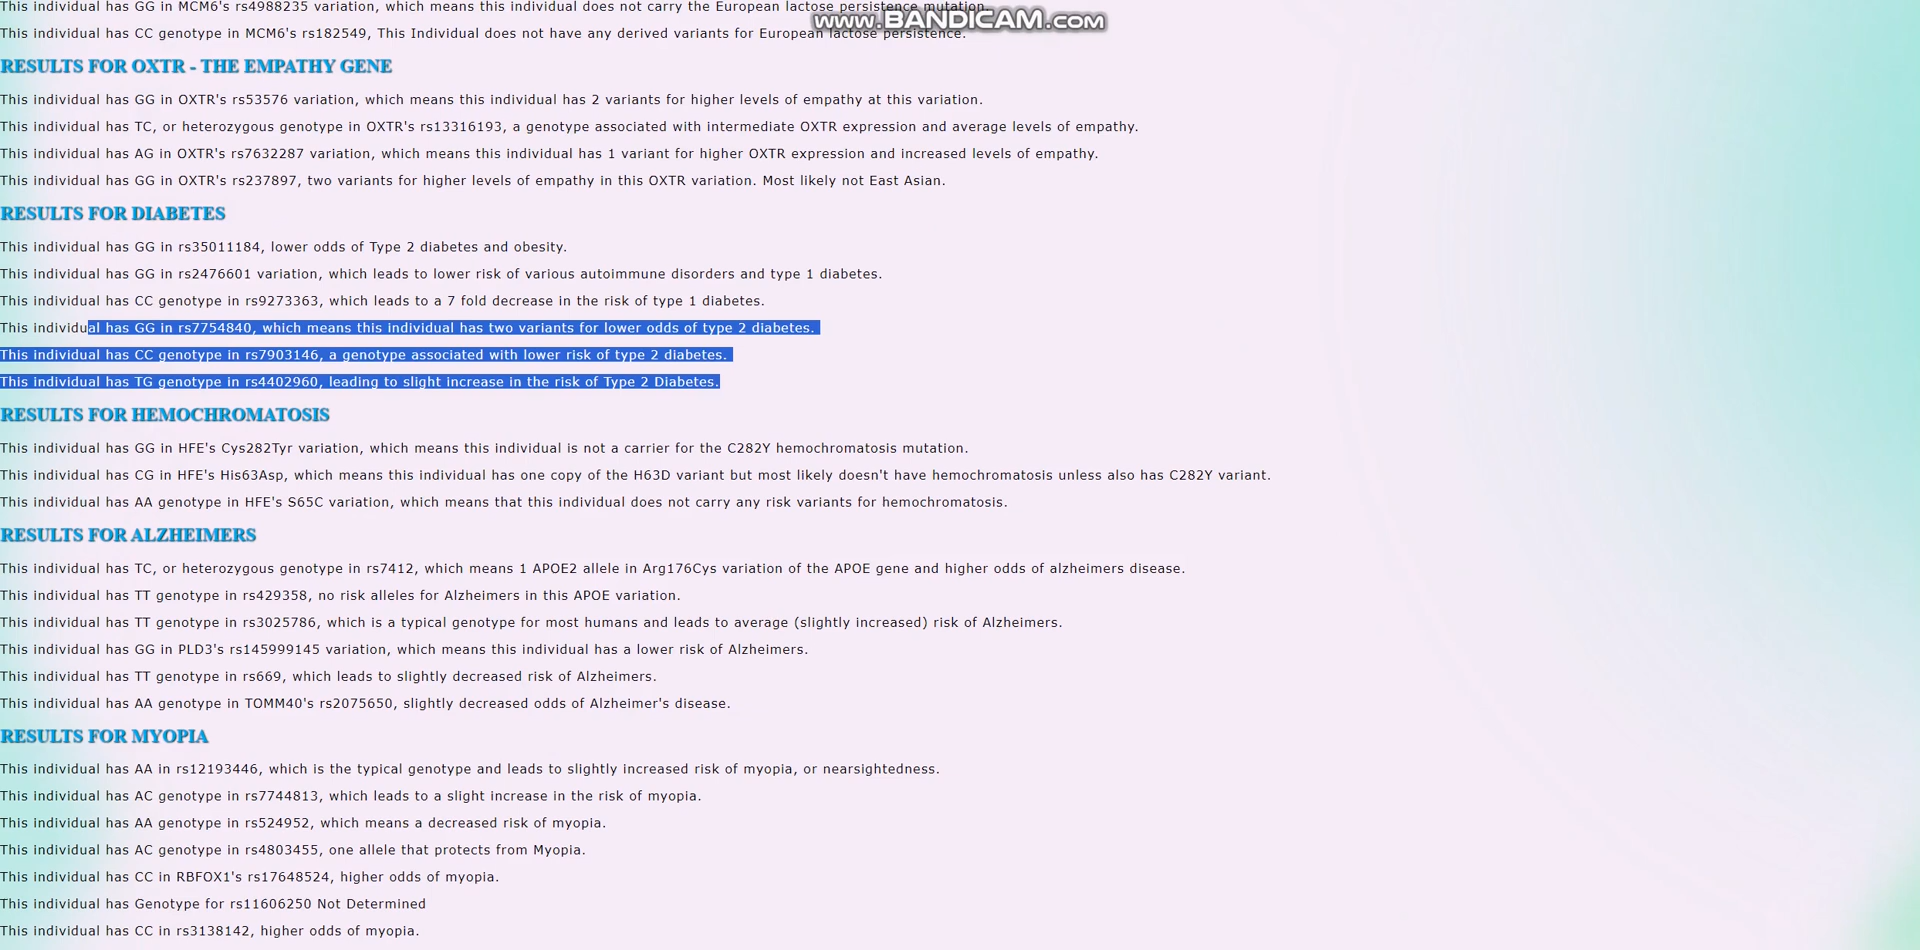 This individual has GG in MCM6's rs4988235 variation, which means this individual does not carry the European lactose persistence mutation.
www.BANDICAM.com
This individual has CC genotype in MCM6's rs182549, This Individual does not have any derived variants for European lactose persistence.
RESULTS FOR OXTR - THE EMPATHY GENE
This individual has GG in OXTR's rs53576 variation, which means this individual has 2 variants for higher levels of empathy at this variation.
This individual has TC, or heterozygous genotype in OXTR's rs13316193, a genotype associated with intermediate OXTR expression and average levels of empathy.
This individual has AG in OXTR's rs7632287 variation, which means this individual has 1 variant for higher OXTR expression and increased levels of empathy.
This individual has GG in OXTR's rs237897, two variants for higher levels of empathy in this OXTR variation. Most likely not East Asian.
RESULTS FOR DIABETES
This individual has GG in rs35011184, lower odds of Type 2 diabetes and obesity.
This individual has GG in rs2476601 variation, which leads to lower risk of various autoimmune disorders and type 1 diabetes.
This individual has CC genotype in rs9273363, which leads to a 7 fold decrease in the risk of type 1 diabetes.
This individual has GG in rs7754840, which means this individual has two variants for lower odds of type 2 diabetes.
This individual has CC genotype in rs7903146, a genotype associated with lower risk of type 2 diabetes.
This individual has TG genotype in rs4402960, leading to slight increase in the risk of Type 2 Diabetes.
RESULTS FOR HEMOCHROMATOSIS
This individual has GG in HFE's Cys282Tyr variation, which means this individual is not a carrier for the C282Y hemochromatosis mutation.
This individual has CG in HFE's His63Asp, which means this individual has one copy of the H63D variant but most likely doesn't have hemochromatosis unless also has C282Y variant.
This individual has AA genotype in HFE's S65C variation, which means that this individual does not carry any risk variants for hemochromatosis.
RESULTS FOR ALZHEIMERS
This individual has TC, or heterozygous genotype in rs7412, which means 1 APOE2 allele in Arg176Cys variation of the APOE gene and higher odds of alzheimers disease.
This individual has TT genotype in rs429358, no risk alleles for Alzheimers in this APOE variation.
This individual has TT genotype in rs3025786, which is a typical genotype for most humans and leads to average (slightly increased) risk of Alzheimers.
This individual has GG in PLD3's rs145999145 variation, which means this individual has a lower risk of Alzheimers.
This individual has TT genotype in rs669, which leads to slightly decreased risk of Alzheimers.
This individual has AA genotype in TOMM40's rs2075650, slightly decreased odds of Alzheimer's disease.
RESULTS FOR MYOPIA
This individual has AA in rs12193446, which is the typical genotype and leads to slightly increased risk of myopia, or nearsightedness.
This individual has AC genotype in rs7744813, which leads to a slight increase in the risk of myopia.
This individual has AA genotype in rs524952, which means a decreased risk of myopia.
This individual has AC genotype in rs4803455, one allele that protects from Myopia.
This individual has CC in RBFOX1's rs17648524, higher odds of myopia.
This individual has Genotype for rs11606250 Not Determined
This individual has CC in rs3138142, higher odds of myopia.